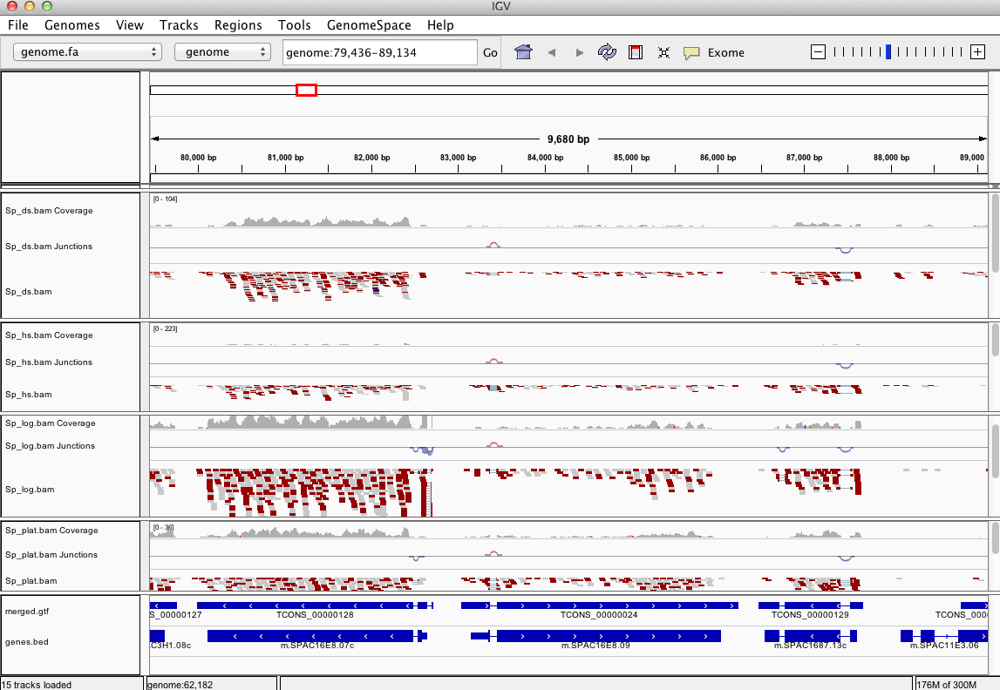 IGV
File Genomes View Tracks Regions Tools GenomeSpace Help
genome.fa genome genome:79,436-89,134 Go Exome
9,680 bp
80,000 bp 81,000 bp 82,000 bp 83,000 bp 84,000 bp 85,000 bp 86,000 bp 87,000 bp 88,000 bp 89,000
[0 - 104]
Sp_ds.bam Coverage
Sp_ds.bam Junctions
Sp_ds.bam
[0 - 223]
Sp_hs.bam Coverage
Sp_hs.bam Junctions
Sp_hs.bam
Sp_log.bam Coverage
Sp_log.bam Junctions
Sp_log.bam
Sp_plat.bam Coverage [0 - 36]
Sp_plat.bam Junctions
Sp_plat.bam
merged.gtf
S_00000127 TCONS_00000128 TCONS_00000024 TCONS_00000129 TCONS_000
genes.bed
.C3H1.08c m.SPAC16E8.07c m.SPAC16E8.09 m.SPAC1687.13c m.SPAC11E3.06
15 tracks loaded genome:62,182 176M of 300M